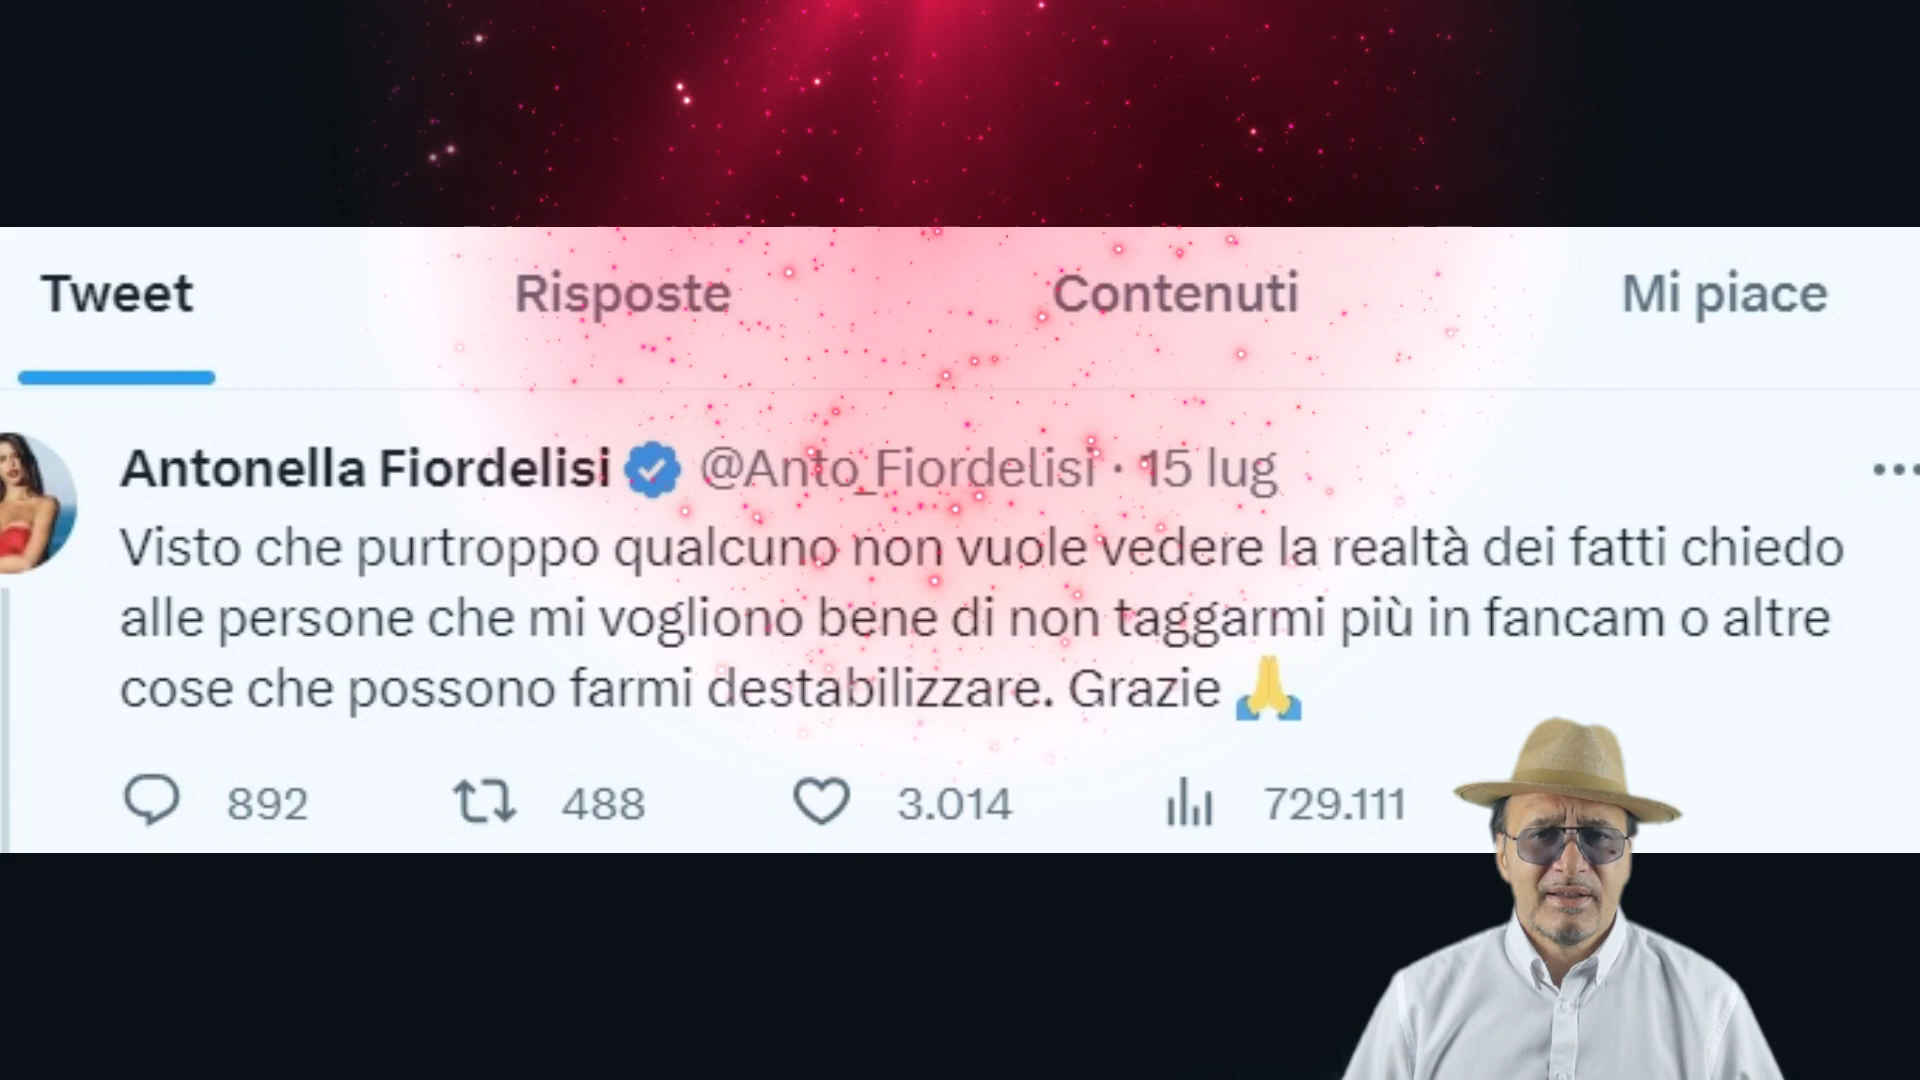 Tweet Risposte Contenuti Mi piace
Antonella Fiordelisi @Anto_Fiordelisi · 15 lug
Visto che purtroppo qualcuno non vuole vedere la realtà dei fatti chiedo
alle persone che mi vogliono bene di non taggarmi più in fancam o altre
cose che possono farmi destabilizzare. Grazie 🙏
892 488 3.014 729.111